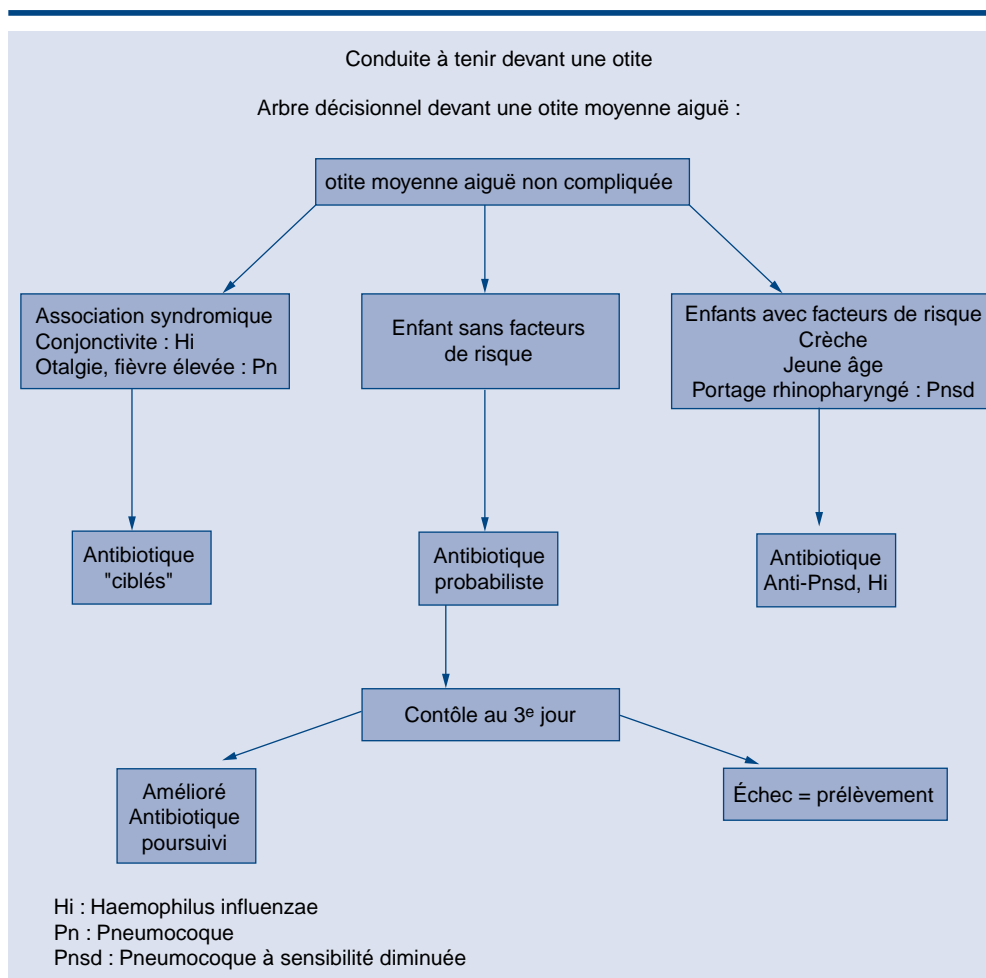 Conduite à tenir devant une otite
Arbre décisionnel devant une otite moyenne aiguë :
otite moyenne aiguë non compliquée
Association syndromique
Conjonctivite : Hi
Otalgie, fièvre élevée : Pn
Enfant sans facteurs
de risque
Enfants avec facteurs de risque
Crèche
Jeune âge
Portage rhinopharyngé : Pnsd
Antibiotique
"ciblés"
Antibiotique
probabiliste
Antibiotique
Anti-Pnsd, Hi
Contôle au 3e jour
Amélioré
Antibiotique
poursuivi
Échec = prélèvement
Hi : Haemophilus influenzae
Pn : Pneumocoque
Pnsd : Pneumocoque à sensibilité diminuée